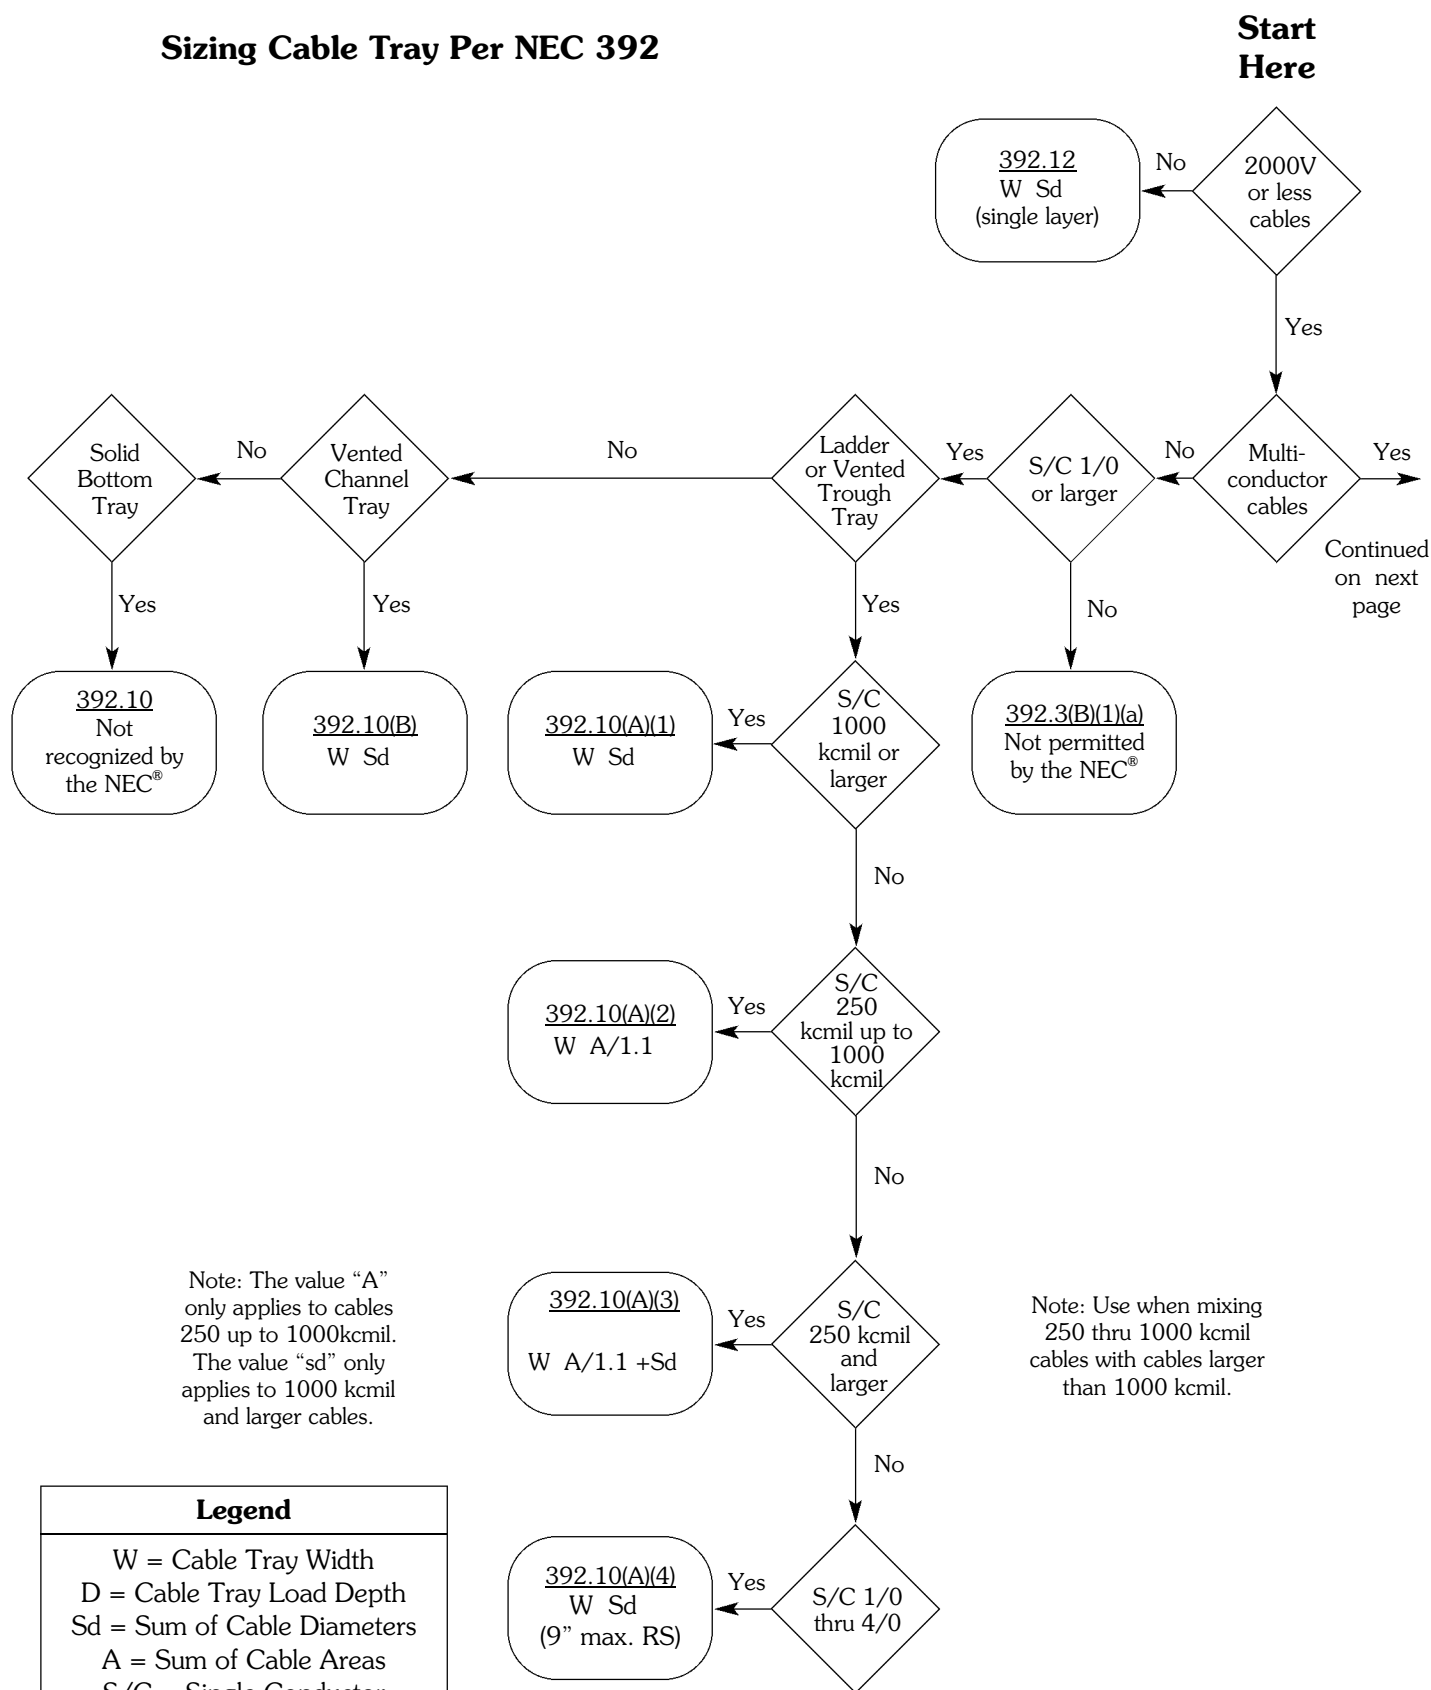 Sizing Cable Tray Per NEC 392
Start
Here
2000V
or less
cables
No
392.12
W Sd
(single layer)
Yes
Multi-
conductor
cables
Yes
Continued
on next
page
No
S/C 1/0
or larger
No
392.3(B)(1)(a)
Not permitted
by the NEC®
Yes
Ladder
or Vented
Trough
Tray
No
Vented
Channel
Tray
No
Solid
Bottom
Tray
Yes
392.10
Not
recognized by
the NEC®
Yes
392.10(B)
W Sd
Yes
S/C
1000
kcmil or
larger
Yes
392.10(A)(1)
W Sd
No
S/C
250
kcmil up to
1000
kcmil
Yes
392.10(A)(2)
W A/1.1
No
S/C
250 kcmil
and
larger
Yes
392.10(A)(3)
W A/1.1 +Sd
Note: The value “A”
only applies to cables
250 up to 1000kcmil.
The value “sd” only
applies to 1000 kcmil
and larger cables.
Note: Use when mixing
250 thru 1000 kcmil
cables with cables larger
than 1000 kcmil.
No
S/C 1/0
thru 4/0
Yes
392.10(A)(4)
W Sd
(9” max. RS)
Legend
W = Cable Tray Width
D = Cable Tray Load Depth
Sd = Sum of Cable Diameters
A = Sum of Cable Areas
S/C = Single Conductor